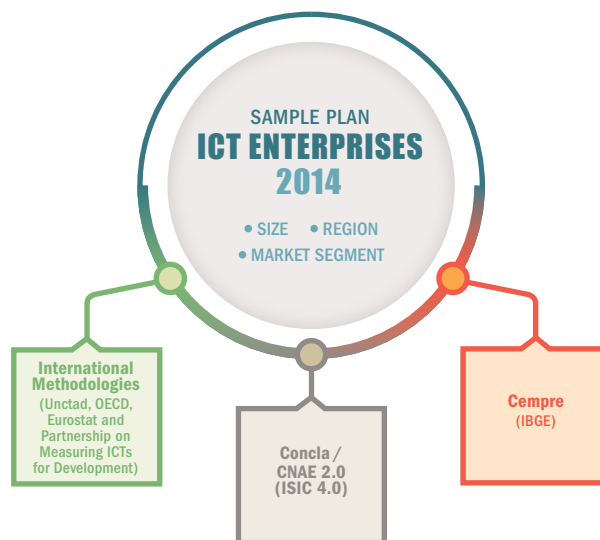 SAMPLE PLAN
ICT ENTERPRISES
2014
• SIZE • REGION
• MARKET SEGMENT
International
Methodologies
(Unctad, OECD,
Eurostat and
Partnership on
Measuring ICTs
for Development)
Concla /
CNAE 2.0
(ISIC 4.0)
Cempre
(IBGE)